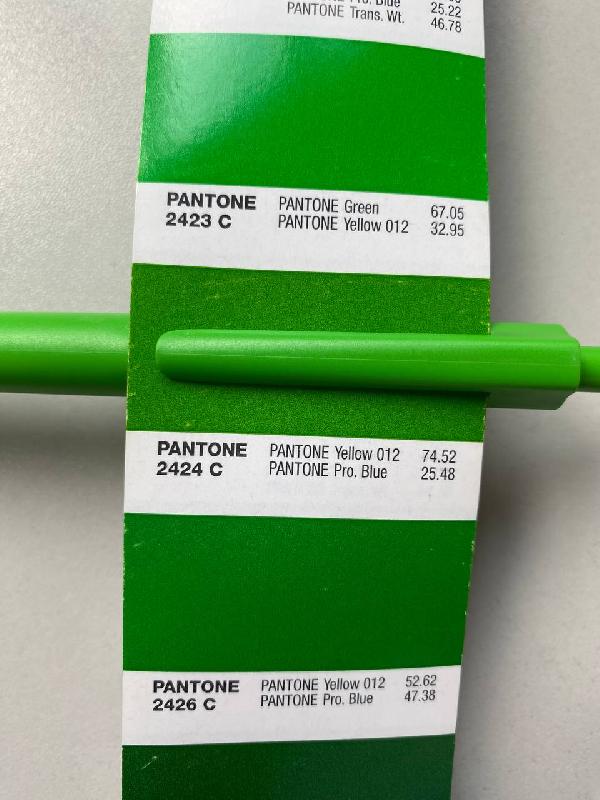 Blue 25.22
PANTONE Trans. Wt. 46.78
PANTONE 2423 C
PANTONE Green 67.05
PANTONE Yellow 012 32.95
PANTONE 2424 C
PANTONE Yellow 012 74.52
PANTONE Pro. Blue 25.48
PANTONE 2426 C
PANTONE Yellow 012 52.62
PANTONE Pro. Blue 47.38